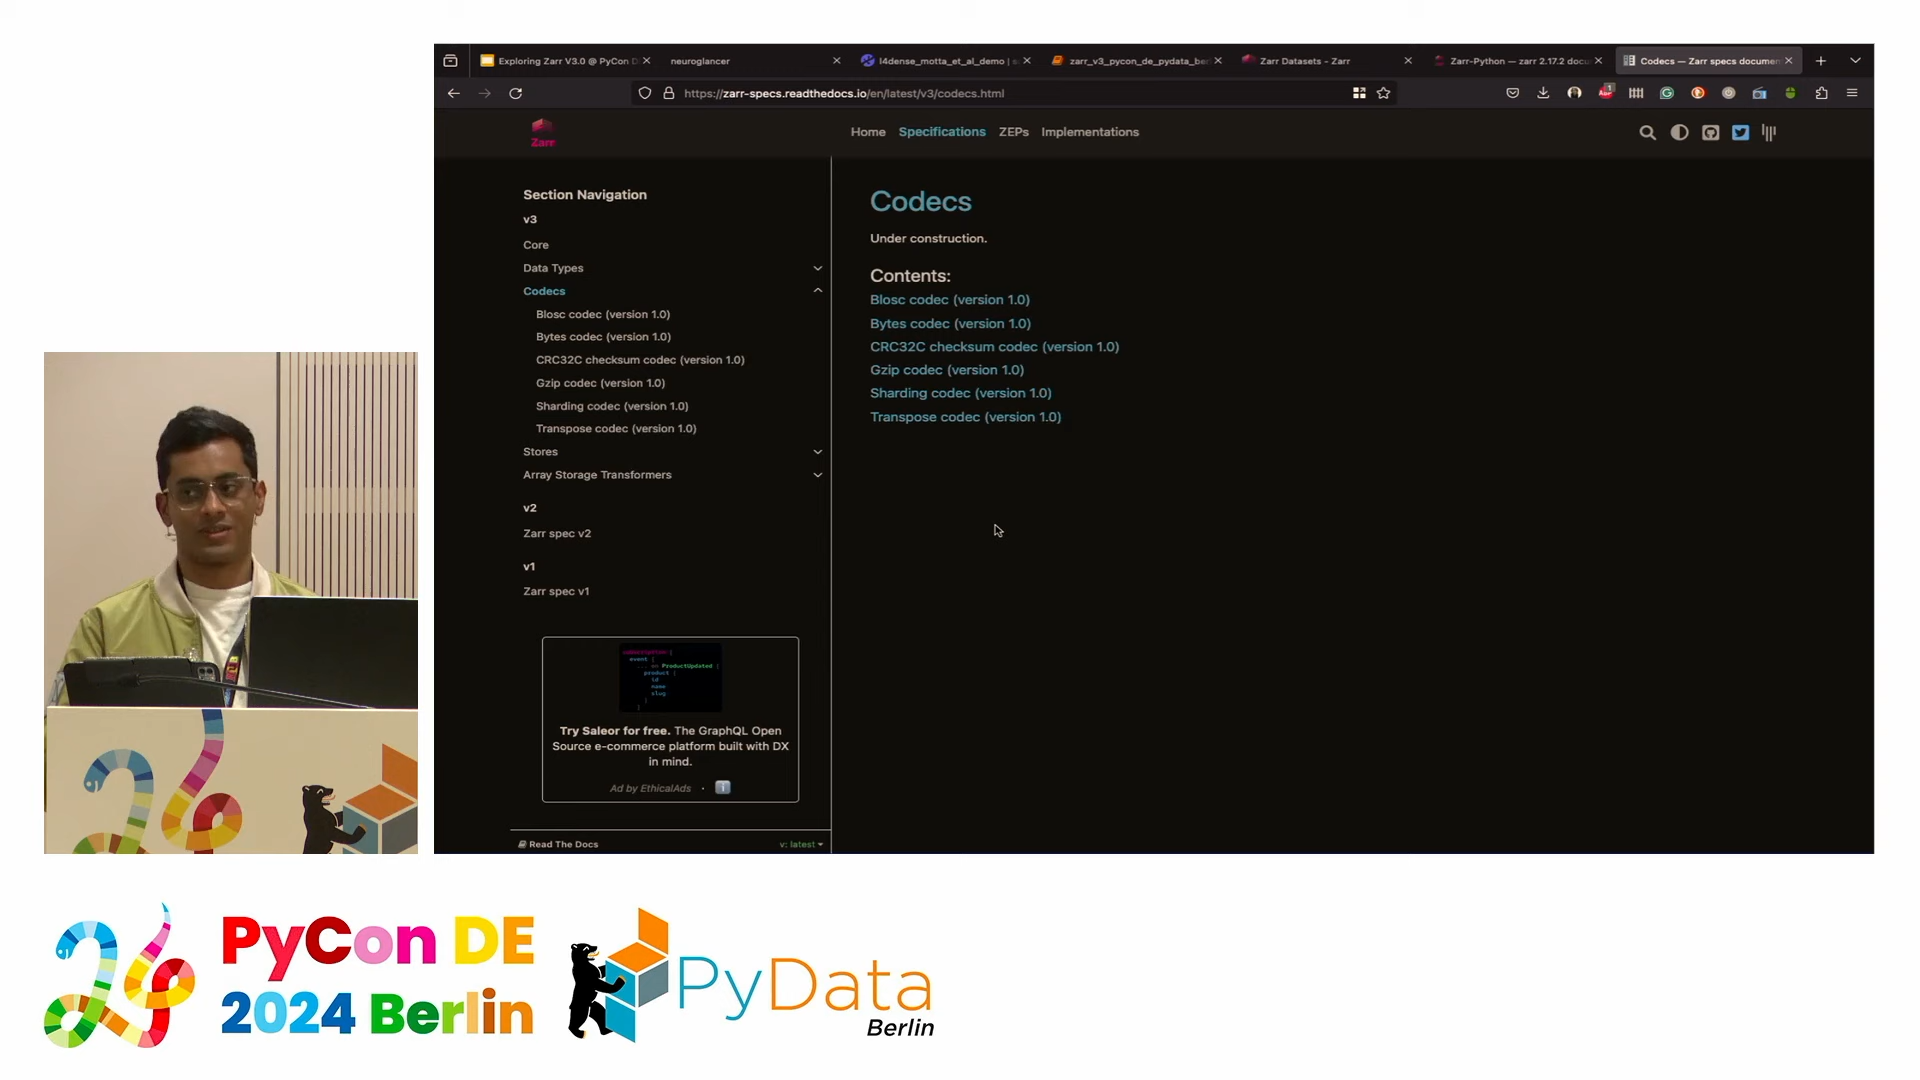 Exploring Zarr V3.0 @ PyCon D
neuroglancer
l4dense_motta_et_al_demo | s
zarr_v3_pycon_de_pydata_be
Zarr Datasets - Zarr
Zarr-Python — zarr 2.17.2 docu
Codecs — Zarr specs documen
https://zarr-specs.readthedocs.io/en/latest/v3/codecs.html
Zarr
Home
Specifications
ZEPs
Implementations
Section Navigation
v3
Core
Data Types
Codecs
Blosc codec (version 1.0)
Bytes codec (version 1.0)
CRC32C checksum codec (version 1.0)
Gzip codec (version 1.0)
Sharding codec (version 1.0)
Transpose codec (version 1.0)
Stores
Array Storage Transformers
v2
Zarr spec v2
v1
Zarr spec v1
event {
... on ProductUpdated {
product {
id
name
slug
}
Try Saleor for free. The GraphQL Open
Source e-commerce platform built with DX
in mind.
Ad by EthicalAds ·
Read The Docs
v: latest
Codecs
Under construction.
Contents:
Blosc codec (version 1.0)
Bytes codec (version 1.0)
CRC32C checksum codec (version 1.0)
Gzip codec (version 1.0)
Sharding codec (version 1.0)
Transpose codec (version 1.0)
PyCon DE
2024 Berlin
PyData
Berlin